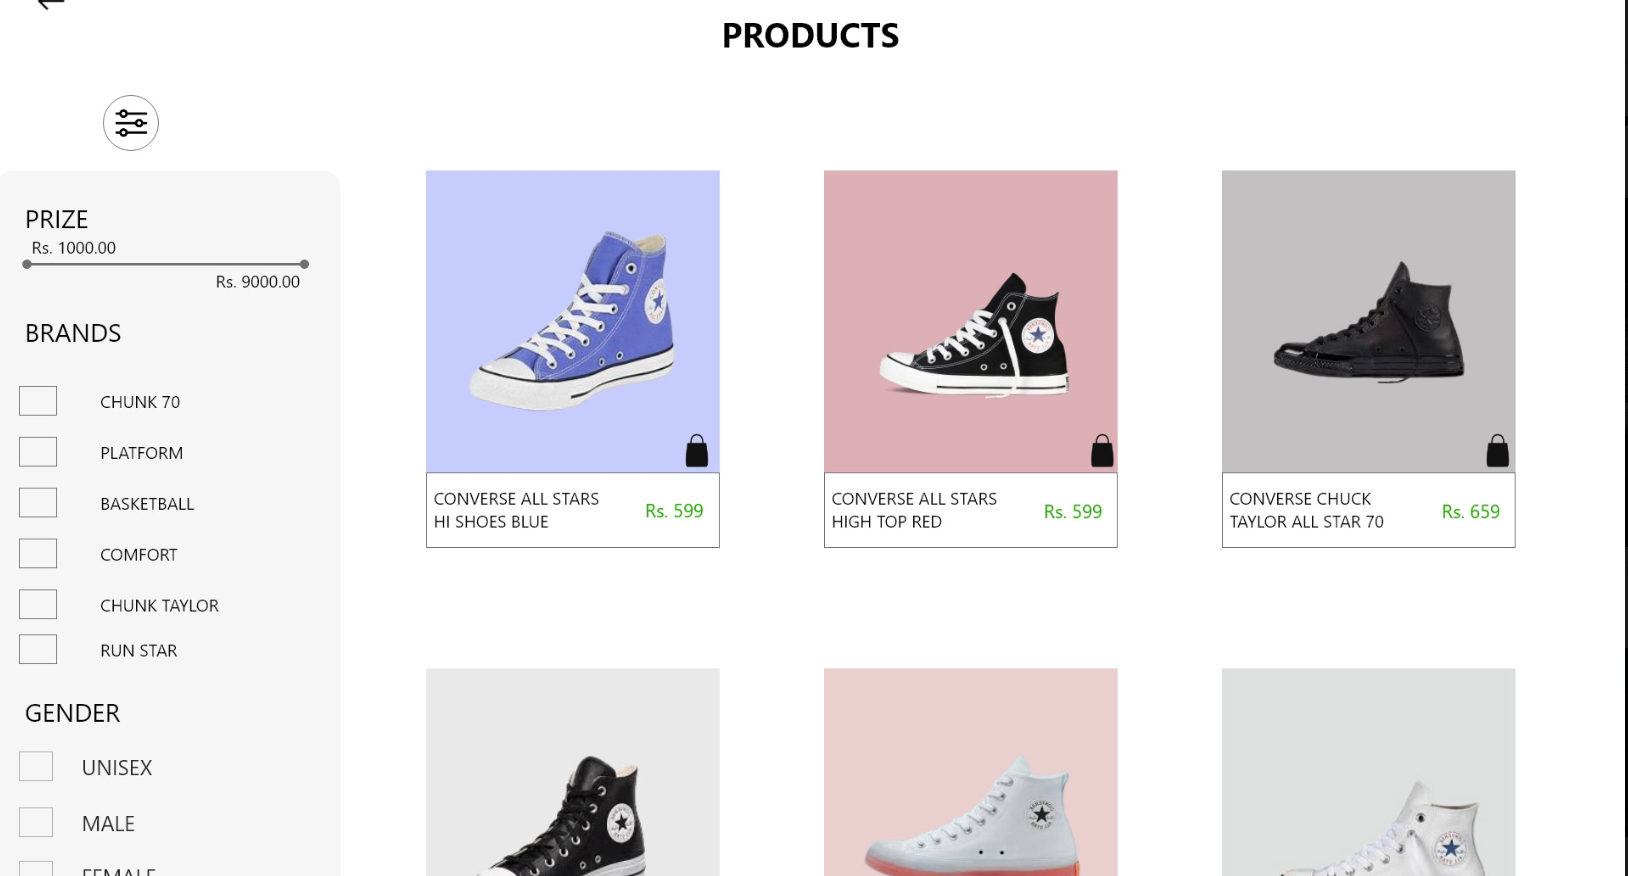 PRODUCTS
PRIZE
Rs. 1000.00
Rs. 9000.00
BRANDS
CHUNK 70
PLATFORM
BASKETBALL
COMFORT
CHUNK TAYLOR
RUN STAR
GENDER
UNISEX
MALE
FEMALE
CONVERSE ALL STARS
HI SHOES BLUE
Rs. 599
CONVERSE ALL STARS
HIGH TOP RED
Rs. 599
CONVERSE CHUCK
TAYLOR ALL STAR 70
Rs. 659